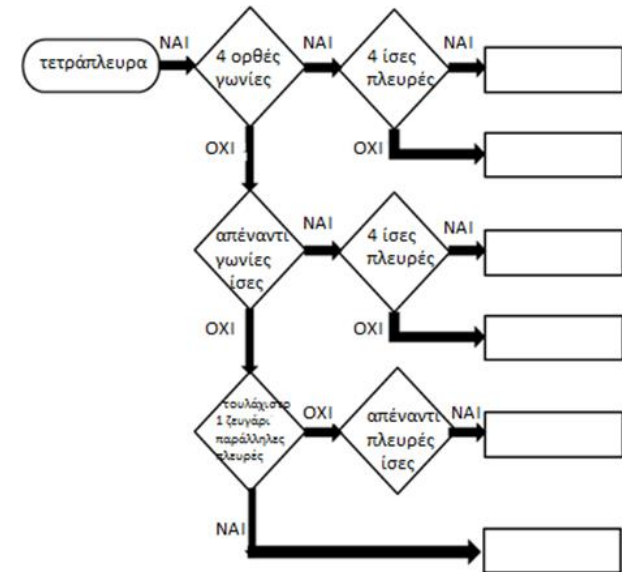 τετράπλευρα
ΝΑΙ
4 ορθές
γωνίες
ΝΑΙ
4 ίσες
πλευρές
ΝΑΙ
ΟΧΙ
ΟΧΙ
απέναντι
γωνίες
ίσες
ΝΑΙ
4 ίσες
πλευρές
ΝΑΙ
ΟΧΙ
ΟΧΙ
1 ζευγάρι
παράλληλες
πλευρές
ΟΧΙ
απέναντι
πλευρές
ίσες
ΝΑΙ
ΝΑΙ